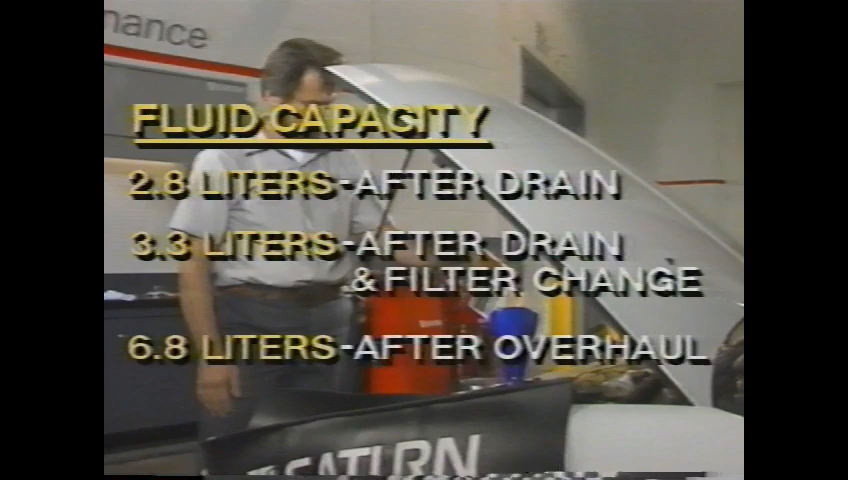 nance
FLUID CAPACITY
2.8 LITERS-AFTER DRAIN
3.3 LITERS-AFTER DRAIN
& FILTER CHANGE
6.8 LITERS-AFTER OVERHAUL
SATURN